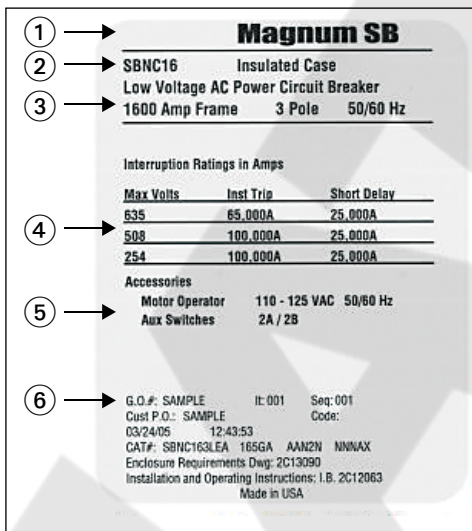 1 Magnum SB
2 SBNC16 Insulated Case
Low Voltage AC Power Circuit Breaker
3 1600 Amp Frame 3 Pole 50/60 Hz
Interruption Ratings in Amps
Max Volts Inst Trip Short Delay
635 65,000A 25,000A
4 508 100,000A 25,000A
254 100,000A 25,000A
Accessories
5 Motor Operator 110 - 125 VAC 50/60 Hz
Aux Switches 2A / 2B
6 G.O.#: SAMPLE It: 001 Seq: 001
Cust P.O.: SAMPLE Code:
03/24/05 12:43:53
CAT#: SBNC163LEA 165GA AAN2N NNNAX
Enclosure Requirements Dwg: 2C13090
Installation and Operating Instructions: I.B. 2C12063
Made in USA